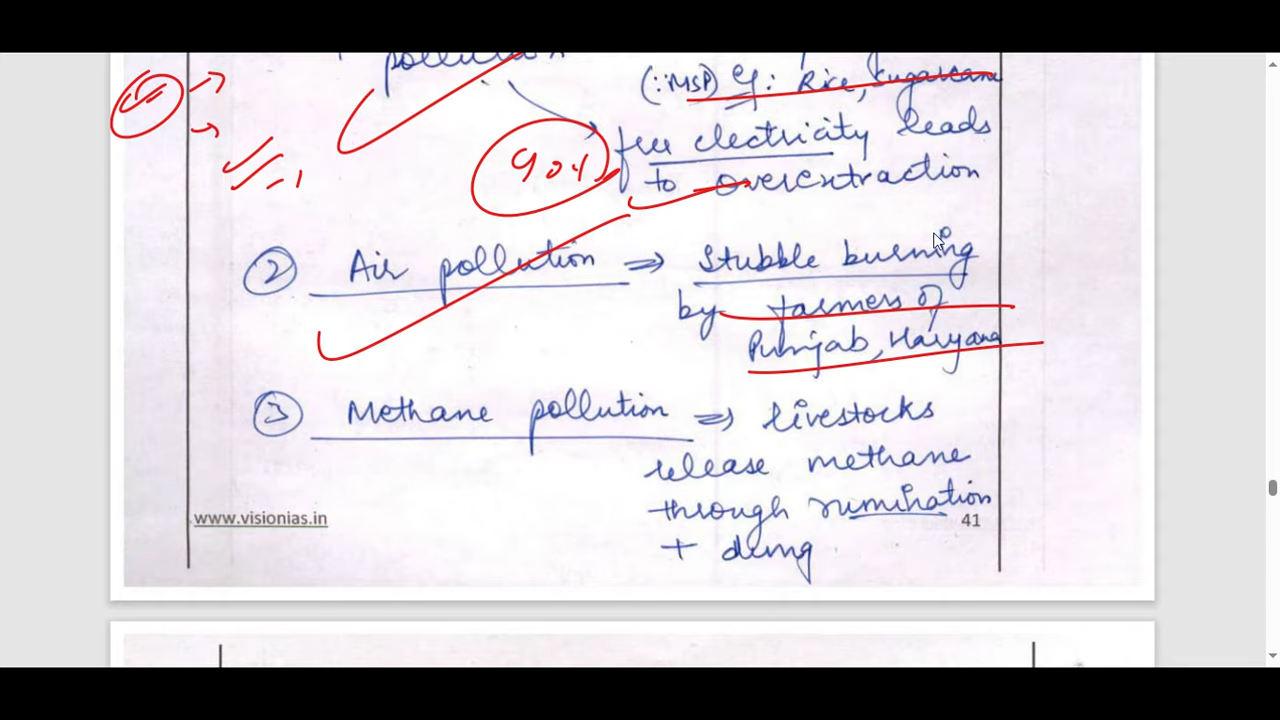 pollution
(∵MSP) eg: Rice, Sugarcane
free electricity leads
90%
to overextraction
② Air pollution ⇒ Stubble burning
by farmers of
Punjab, Haryana
③ Methane pollution ⇒ livestocks
release methane
through rumination
+ dung
www.visionias.in
41